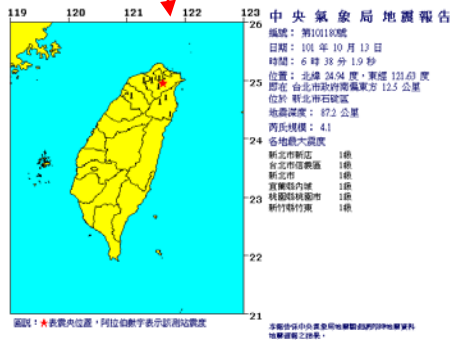 119 120 121 122 123
26
25
24
23
22
21
圖說：★表震央位置，阿拉伯數字表示該測站震度
中央氣象局地震報告
編號： 第101180號
日期： 101 年 10 月 13 日
時間： 6 時 38 分 1.9 秒
位置： 北緯 24.94 度，東經 121.63 度
即在 台北市政府南偏東方 12.5 公里
位於 新北市石碇區
地震深度： 87.2 公里
芮氏規模： 4.1
各地最大震度
新北市新店 1級
台北市信義區 1級
新北市 1級
宜蘭縣內城 1級
桃園縣桃園市 1級
新竹縣竹東 1級
本報告係中央氣象局地震觀測網即時地震資料
地震速報之結果。